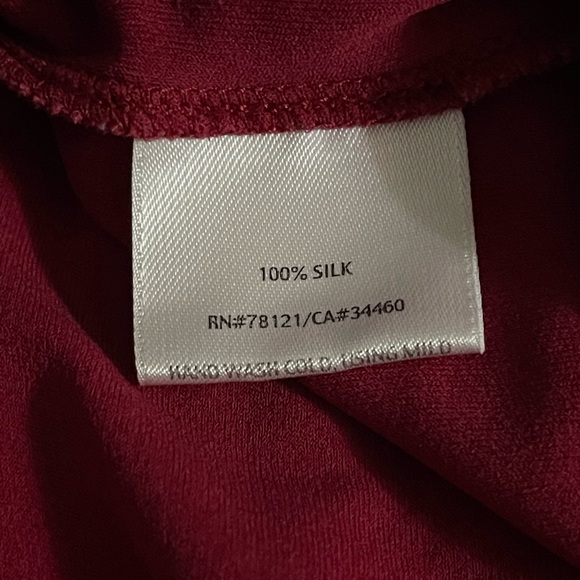 100% SILK
RN#78121/CA#34460
HAND WASH COLD, USING MILD